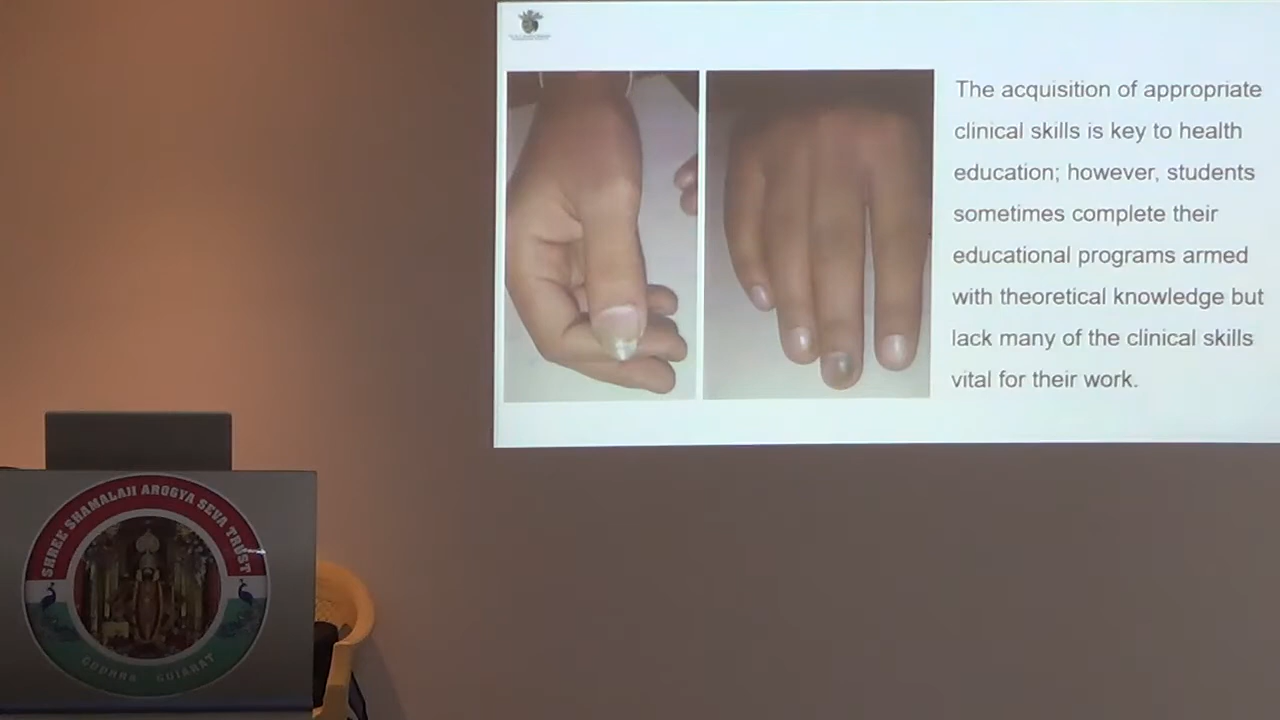 The acquisition of appropriate
clinical skills is key to health
education; however, students
sometimes complete their
educational programs armed
with theoretical knowledge but
lack many of the clinical skills
vital for their work.
SHREE SHAMALAJI AROGYA SEVA TRUST
GUJARAT